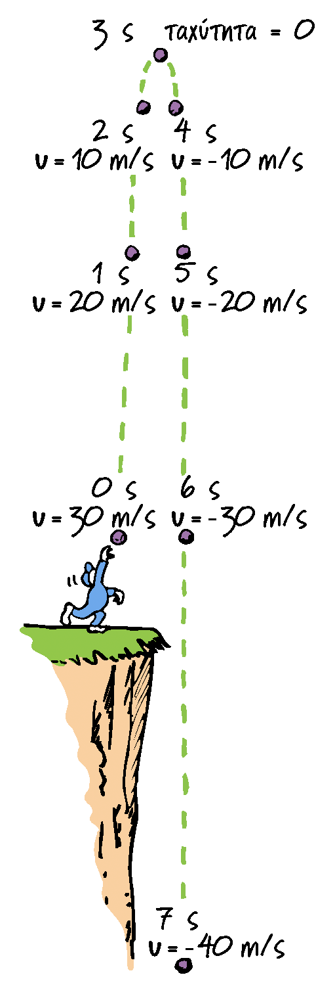 3 s ταχύτητα = 0
2 s 4 s
υ = 10 m/s υ = -10 m/s
1 s 5 s
υ = 20 m/s υ = -20 m/s
0 s 6 s
υ = 30 m/s υ = -30 m/s
7 s
υ = -40 m/s